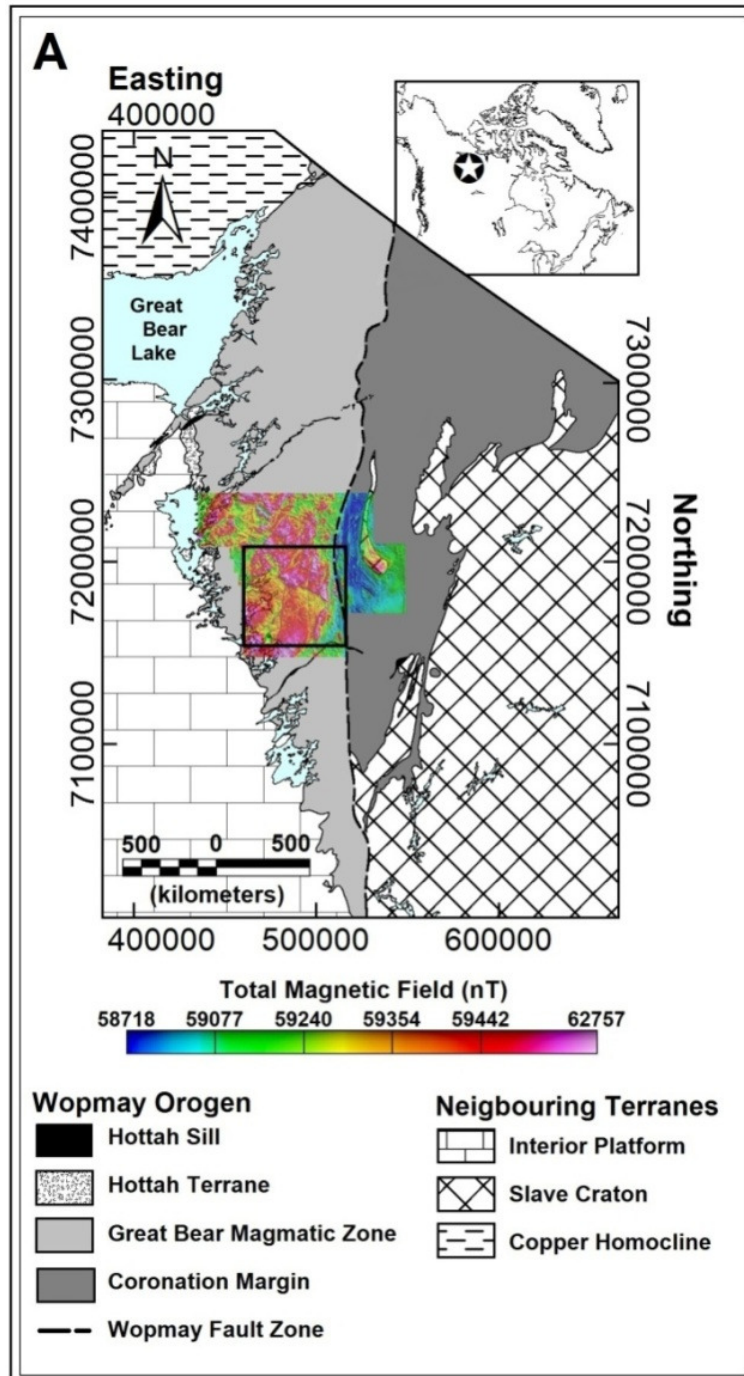 A
Easting
400000
N
7400000
7300000
7200000
7100000
Great
Bear
Lake
7300000
7200000
7100000
Northing
500 0 500
(kilometers)
400000 500000 600000
Total Magnetic Field (nT)
58718 59077 59240 59354 59442 62757
Wopmay Orogen
Hottah Sill
Hottah Terrane
Great Bear Magmatic Zone
Coronation Margin
Wopmay Fault Zone
Neigbouring Terranes
Interior Platform
Slave Craton
Copper Homocline